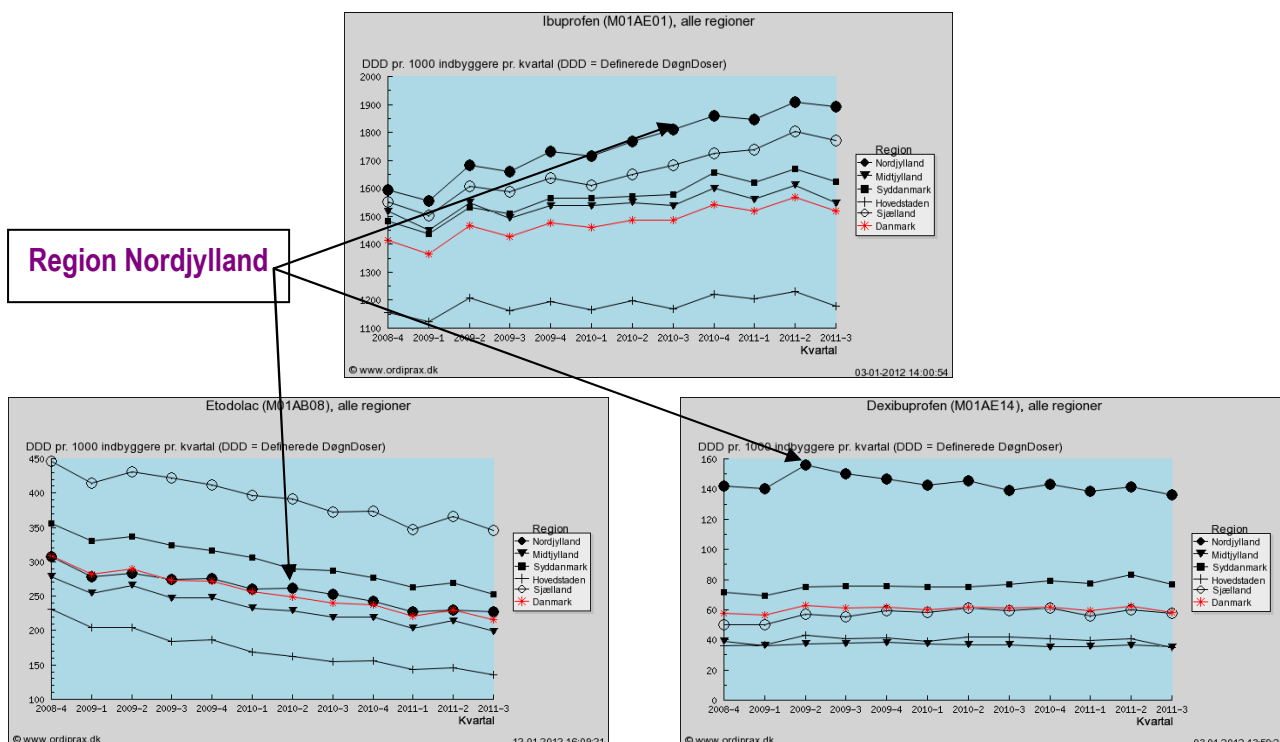 Ibuprofen (M01AE01), alle regioner
DDD pr. 1000 indbyggere pr. kvartal (DDD = Definerede DøgnDoser)
2000
1900
1800
1700
1600
1500
1400
1300
1200
1100
2008-4 2009-1 2009-2 2009-3 2009-4 2010-1 2010-2 2010-3 2010-4 2011-1 2011-2 2011-3
Kvartal
Region
Nordjylland
Midtjylland
Syddanmark
Hovedstaden
Sjælland
Danmark
© www.ordiprax.dk 03-01-2012 14:00:54
Region Nordjylland
Etodolac (M01AB08), alle regioner
DDD pr. 1000 indbyggere pr. kvartal (DDD = Definerede DøgnDoser)
450
400
350
300
250
200
150
100
2008-4 2009-1 2009-2 2009-3 2009-4 2010-1 2010-2 2010-3 2010-4 2011-1 2011-2 2011-3
Kvartal
Region
Nordjylland
Midtjylland
Syddanmark
Hovedstaden
Sjælland
Danmark
© www.ordiprax.dk
Dexibuprofen (M01AE14), alle regioner
DDD pr. 1000 indbyggere pr. kvartal (DDD = Definerede DøgnDoser)
160
140
120
100
80
60
40
20
0
2008-4 2009-1 2009-2 2009-3 2009-4 2010-1 2010-2 2010-3 2010-4 2011-1 2011-2 2011-3
Kvartal
Region
Nordjylland
Midtjylland
Syddanmark
Hovedstaden
Sjælland
Danmark
© www.ordiprax.dk